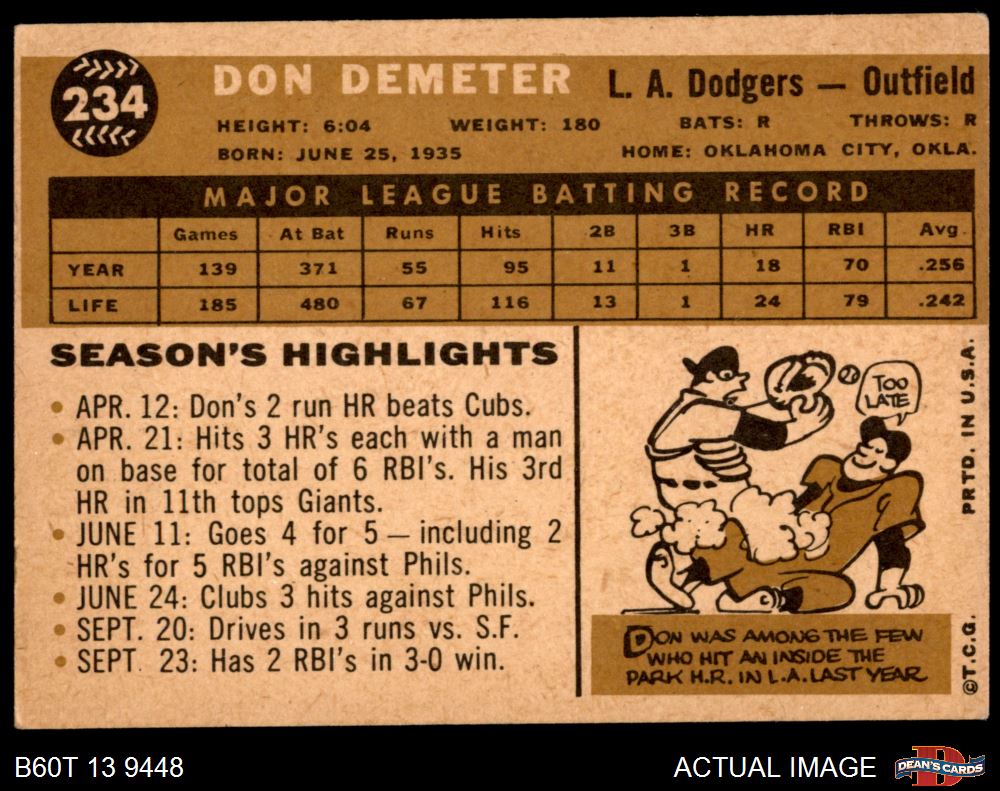 234
DON DEMETER L. A. Dodgers — Outfield
HEIGHT: 6:04 WEIGHT: 180 BATS: R THROWS: R
BORN: JUNE 25, 1935 HOME: OKLAHOMA CITY, OKLA.
MAJOR LEAGUE BATTING RECORD
Games At Bat Runs Hits 2B 3B HR RBI Avg.
YEAR 139 371 55 95 11 1 18 70 .256
LIFE 185 480 67 116 13 1 24 79 .242
SEASON'S HIGHLIGHTS
• APR. 12: Don's 2 run HR beats Cubs.
• APR. 21: Hits 3 HR's each with a man
on base for total of 6 RBI's. His 3rd
HR in 11th tops Giants.
• JUNE 11: Goes 4 for 5 — including 2
HR's for 5 RBI's against Phils.
• JUNE 24: Clubs 3 hits against Phils.
• SEPT. 20: Drives in 3 runs vs. S.F.
• SEPT. 23: Has 2 RBI's in 3-0 win.
TOO
LATE
DON WAS AMONG THE FEW
WHO HIT AN INSIDE THE
PARK H.R. IN L.A. LAST YEAR
©T.C.G. PRTD. IN U.S.A.
B60T 13 9448 ACTUAL IMAGE
DEAN'S CARDS